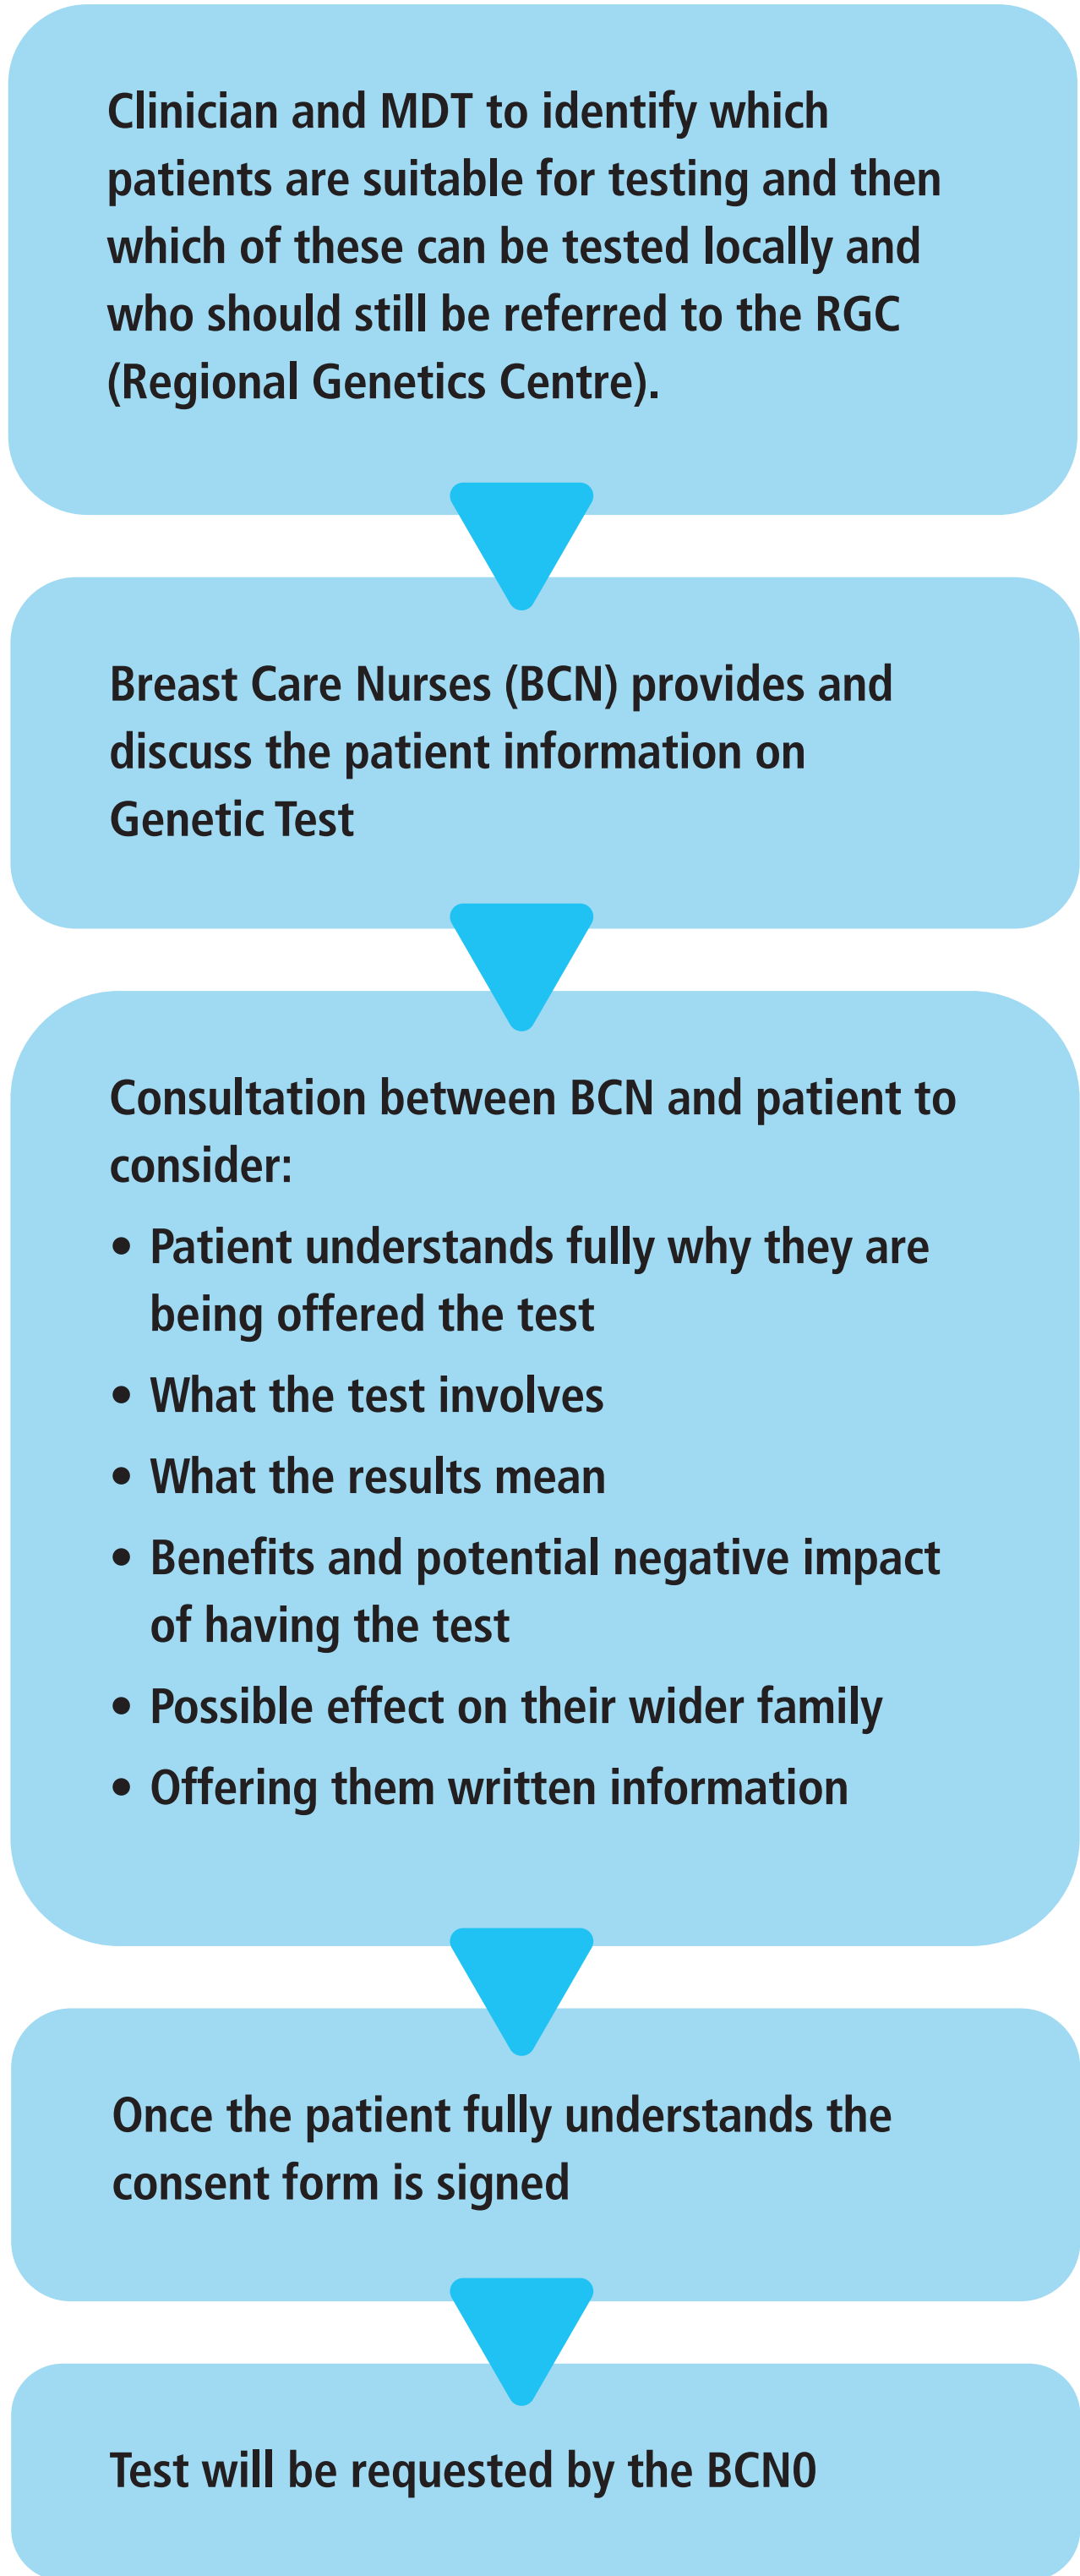 Clinician and MDT to identify which
patients are suitable for testing and then
which of these can be tested locally and
who should still be referred to the RGC
(Regional Genetics Centre).
Breast Care Nurses (BCN) provides and
discuss the patient information on
Genetic Test
Consultation between BCN and patient to
consider:
• Patient understands fully why they are
being offered the test
• What the test involves
• What the results mean
• Benefits and potential negative impact
of having the test
• Possible effect on their wider family
• Offering them written information
Once the patient fully understands the
consent form is signed
Test will be requested by the BCN0